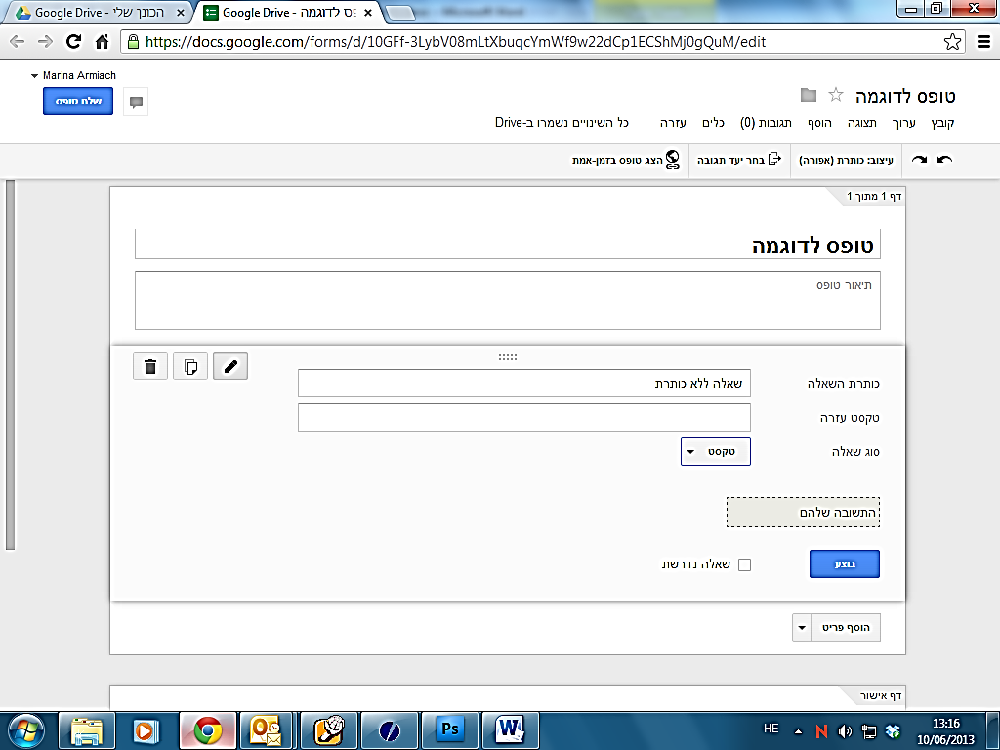 Google Drive - הכונן שלי
פס לדוגמה - Google Drive
Microsoft Word
https://docs.google.com/forms/d/10GFf-3LybV08mLtXbuqcYmWf9w22dCp1ECShMj0gQuM/edit
Marina Armiach
טופס לדוגמה
שלח טופס
קובץ ערוך תצוגה הוסף תגובות (0) כלים עזרה כל השינויים נשמרו ב-Drive
עיצוב: כותרת (אפורה) בחר יעד תגובה הצג טופס בזמן-אמת
דף 1 מתוך 1
טופס לדוגמה
תיאור טופס
כותרת השאלה שאלה ללא כותרת
טקסט עזרה
סוג שאלה טקסט
התשובה שלהם
בוצע שאלה נדרשת
הוסף פריט
דף אישור
Ps
HE
13:16
10/06/2013